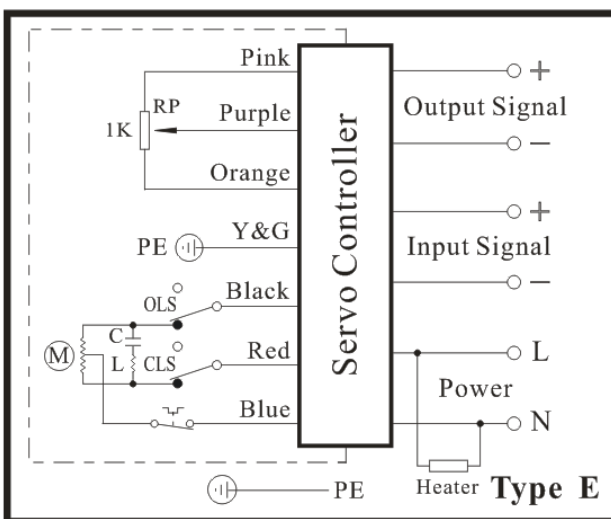 Pink
RP
1K
Purple
Orange
PE
Y&G
OLS
Black
C
M
L
CLS
Red
Blue
Servo Controller
+
Output Signal
−
+
Input Signal
−
L
Power
N
Heater
Type E
PE